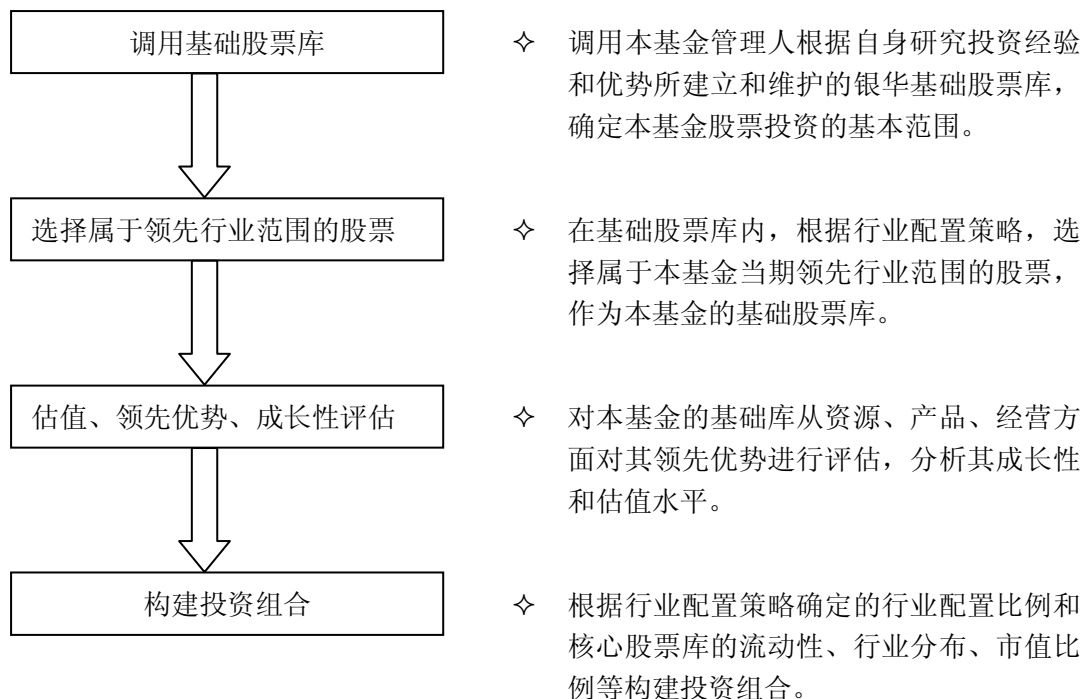 调用基础股票库
✧ 调用本基金管理人根据自身研究投资经验
和优势所建立和维护的银华基础股票库，
确定本基金股票投资的基本范围。
选择属于领先行业范围的股票
✧ 在基础股票库内，根据行业配置策略，选
择属于本基金当期领先行业范围的股票，
作为本基金的基础股票库。
估值、领先优势、成长性评估
✧ 对本基金的基础库从资源、产品、经营方
面对其领先优势进行评估，分析其成长性
和估值水平。
构建投资组合
✧ 根据行业配置策略确定的行业配置比例和
核心股票库的流动性、行业分布、市值比
例等构建投资组合。